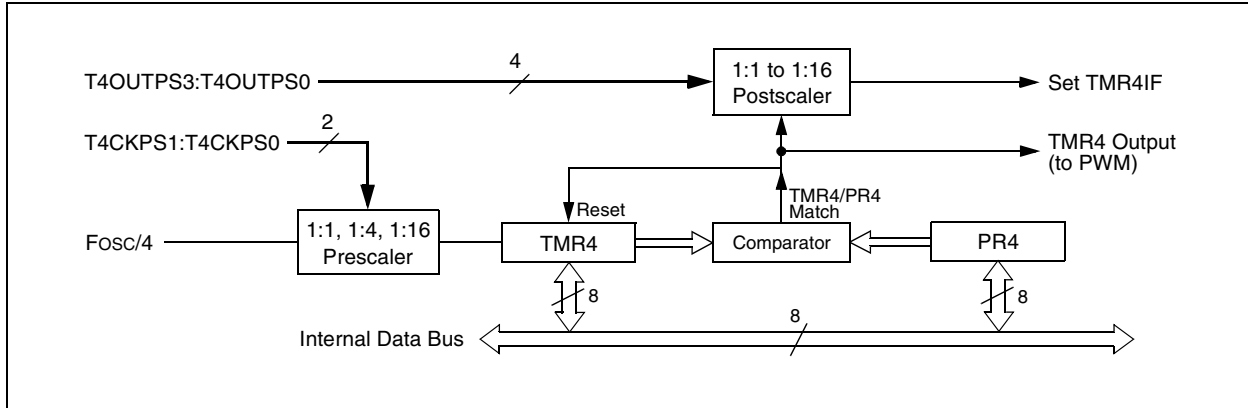 T4OUTPS3:T4OUTPS0
4
1:1 to 1:16
Postscaler
Set TMR4IF
T4CKPS1:T4CKPS0
2
TMR4 Output
(to PWM)
TMR4/PR4
Match
Reset
FOSC/4
1:1, 1:4, 1:16
Prescaler
TMR4
Comparator
PR4
8
8
Internal Data Bus
8